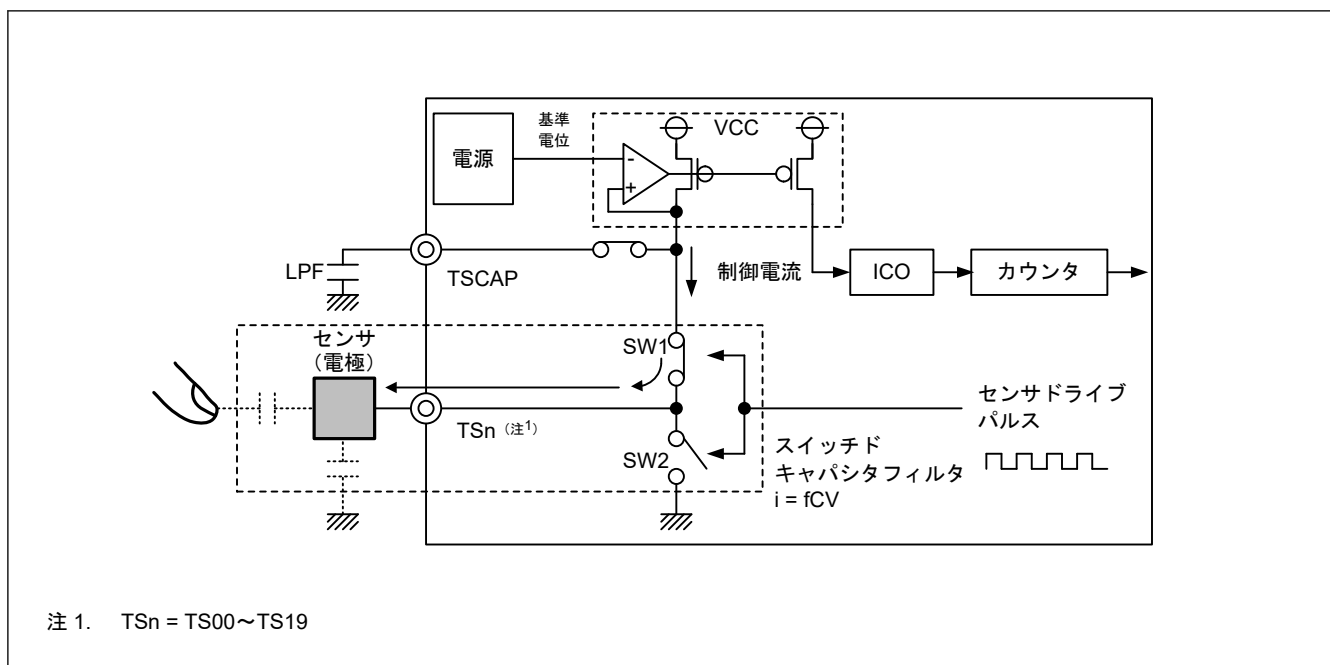 電源
基準
電位
VCC
-
+
LPF
TSCAP
制御電流
ICO
カウンタ
センサ
(電極)
SW1
TSn (注1)
センサドライブ
パルス
SW2
スイッチド
キャパシタフィルタ
i = fCV
注 1. TSn = TS00~TS19